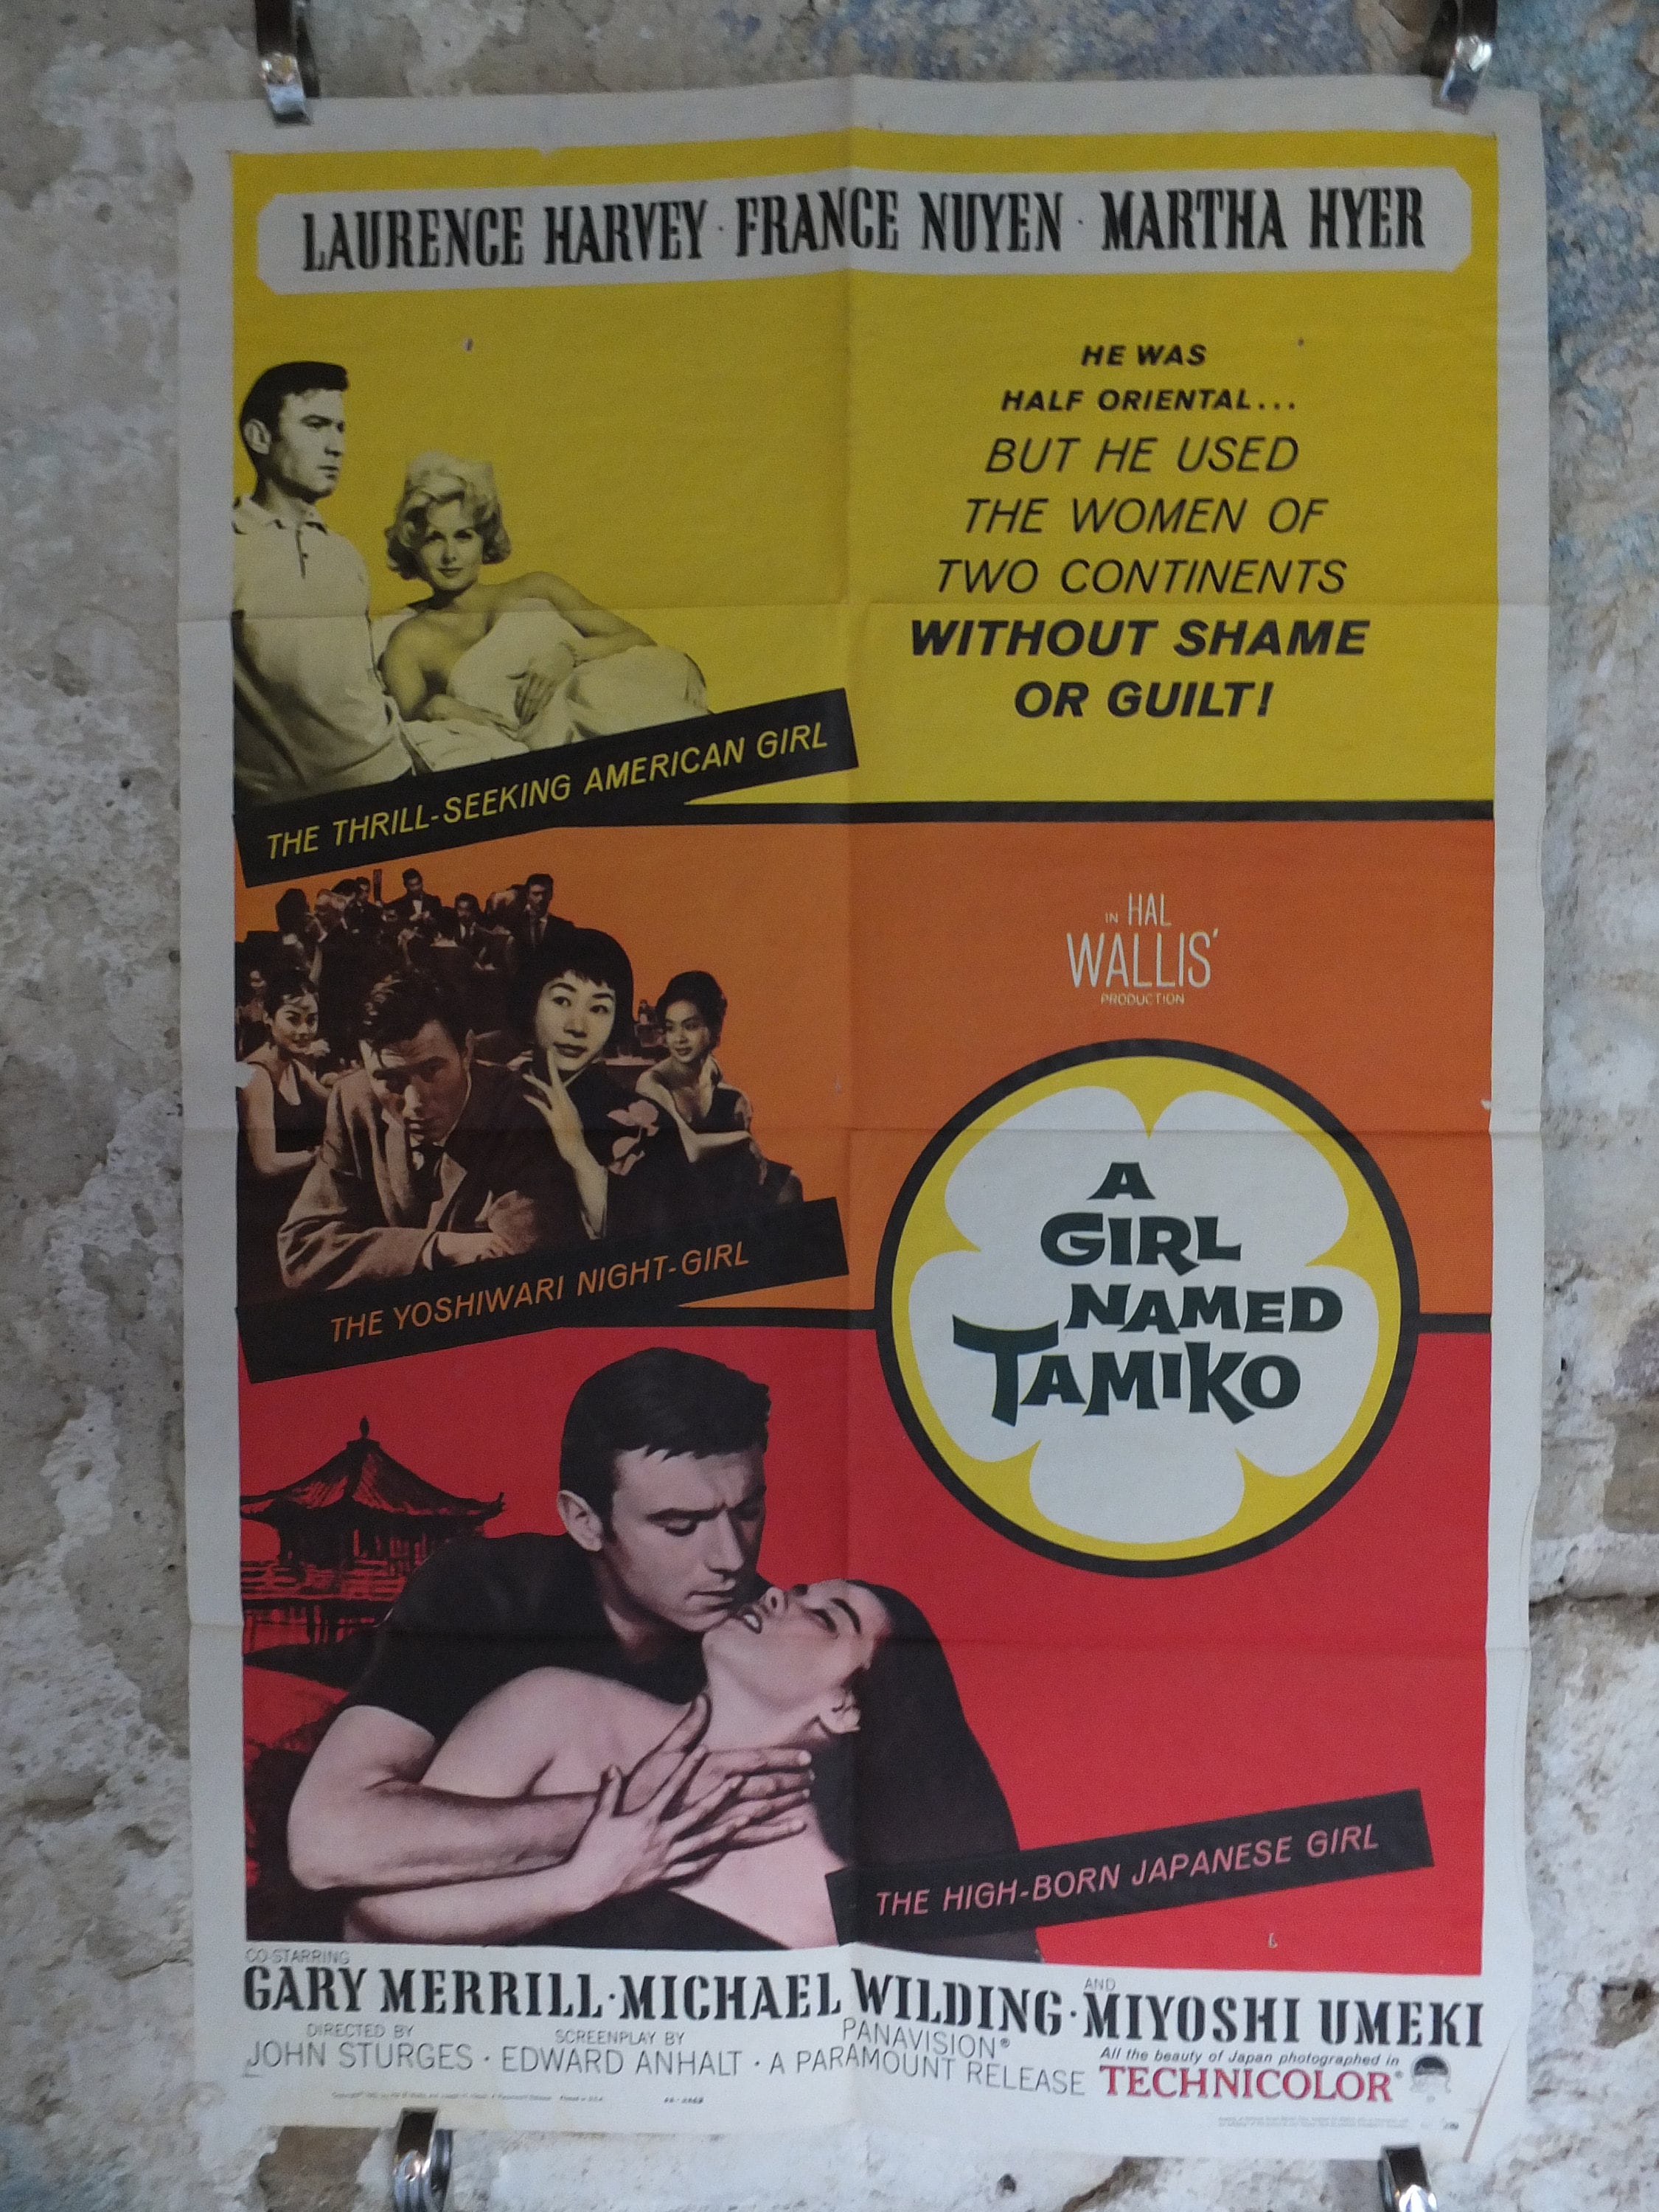 LAURENCE HARVEY · FRANCE NUYEN · MARTHA HYER
HE WAS
HALF ORIENTAL...
BUT HE USED
THE WOMEN OF
TWO CONTINENTS
WITHOUT SHAME
OR GUILT!
THE THRILL-SEEKING AMERICAN GIRL
IN HAL
WALLIS'
PRODUCTION
THE YOSHIWARI NIGHT-GIRL
A
GIRL
NAMED
TAMIKO
THE HIGH-BORN JAPANESE GIRL
CO-STARRING
GARY MERRILL · MICHAEL WILDING · AND MIYOSHI UMEKI
DIRECTED BY
JOHN STURGES · 
SCREENPLAY BY
EDWARD ANHALT · 
PANAVISION®
A PARAMOUNT RELEASE
All the beauty of Japan photographed in
TECHNICOLOR®